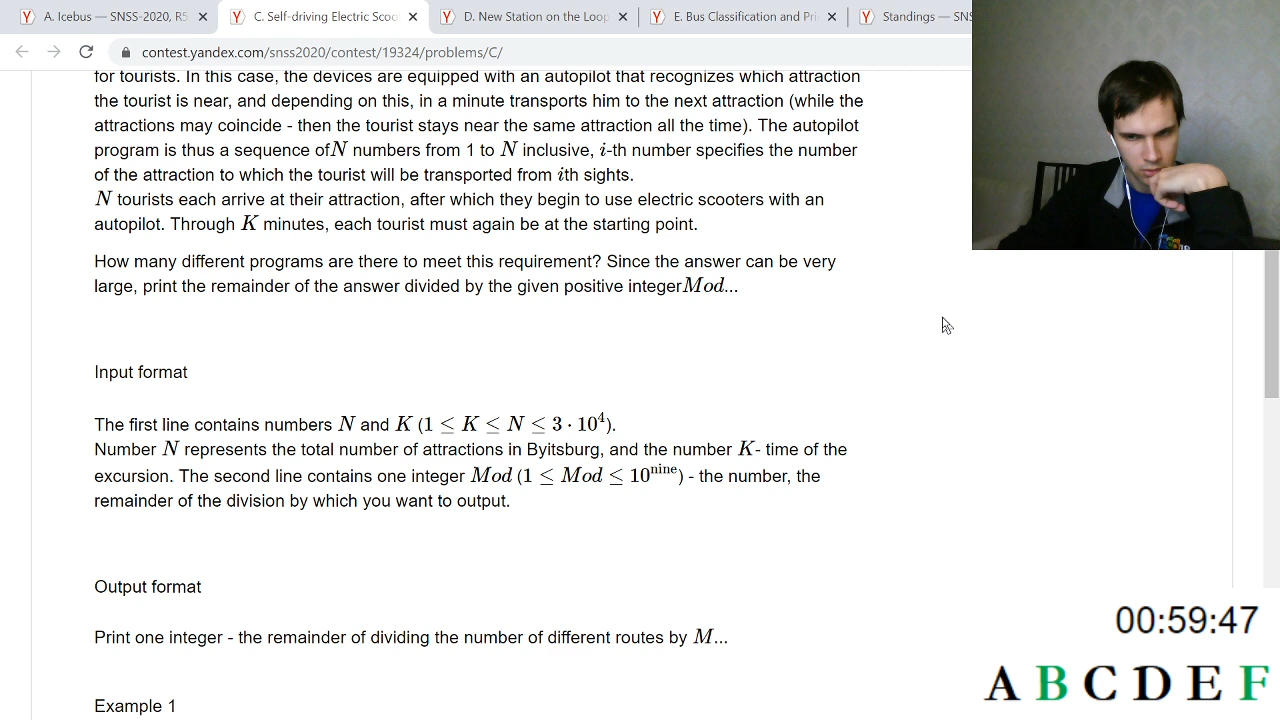 A. Icebus — SNSS-2020, R5
C. Self-driving Electric Scoo
D. New Station on the Loop
E. Bus Classification and Pri
Standings — SNS
contest.yandex.com/snss2020/contest/19324/problems/C/
for tourists. In this case, the devices are equipped with an autopilot that recognizes which attraction
the tourist is near, and depending on this, in a minute transports him to the next attraction (while the
attractions may coincide - then the tourist stays near the same attraction all the time). The autopilot
program is thus a sequence ofN numbers from 1 to N inclusive, i-th number specifies the number
of the attraction to which the tourist will be transported from ith sights.
N tourists each arrive at their attraction, after which they begin to use electric scooters with an
autopilot. Through K minutes, each tourist must again be at the starting point.
How many different programs are there to meet this requirement? Since the answer can be very
large, print the remainder of the answer divided by the given positive integerMod...
Input format
The first line contains numbers N and K (1 ≤ K ≤ N ≤ 3 · 10⁴).
Number N represents the total number of attractions in Byitsburg, and the number K- time of the
excursion. The second line contains one integer Mod (1 ≤ Mod ≤ 10^nine) - the number, the
remainder of the division by which you want to output.
Output format
Print one integer - the remainder of dividing the number of different routes by M...
Example 1
00:59:47
A B C D E F